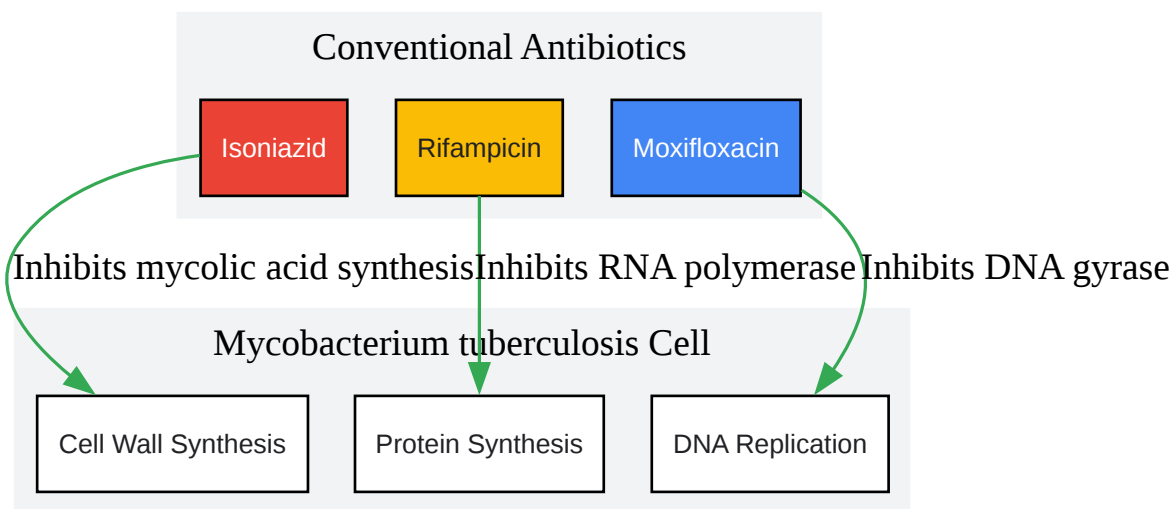 Conventional Antibiotics
Isoniazid
Rifampicin
Moxifloxacin
Inhibits mycolic acid synthesis
Inhibits RNA polymerase
Inhibits DNA gyrase
Mycobacterium tuberculosis Cell
Cell Wall Synthesis
Protein Synthesis
DNA Replication